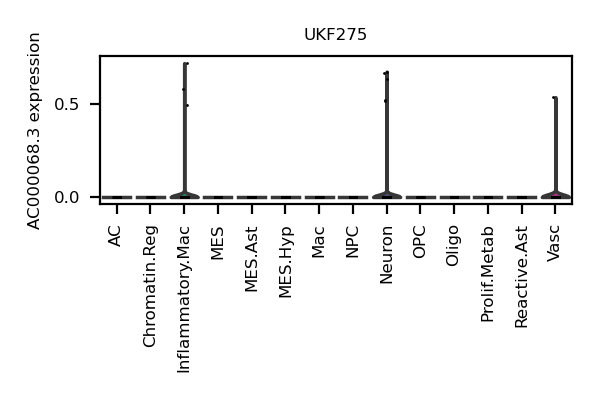 UKF275
AC000068.3 expression
0.5
0.0
AC
Chromatin.Reg
Inflammatory.Mac
MES
MES.Ast
MES.Hyp
Mac
NPC
Neuron
OPC
Oligo
Prolif.Metab
Reactive.Ast
Vasc